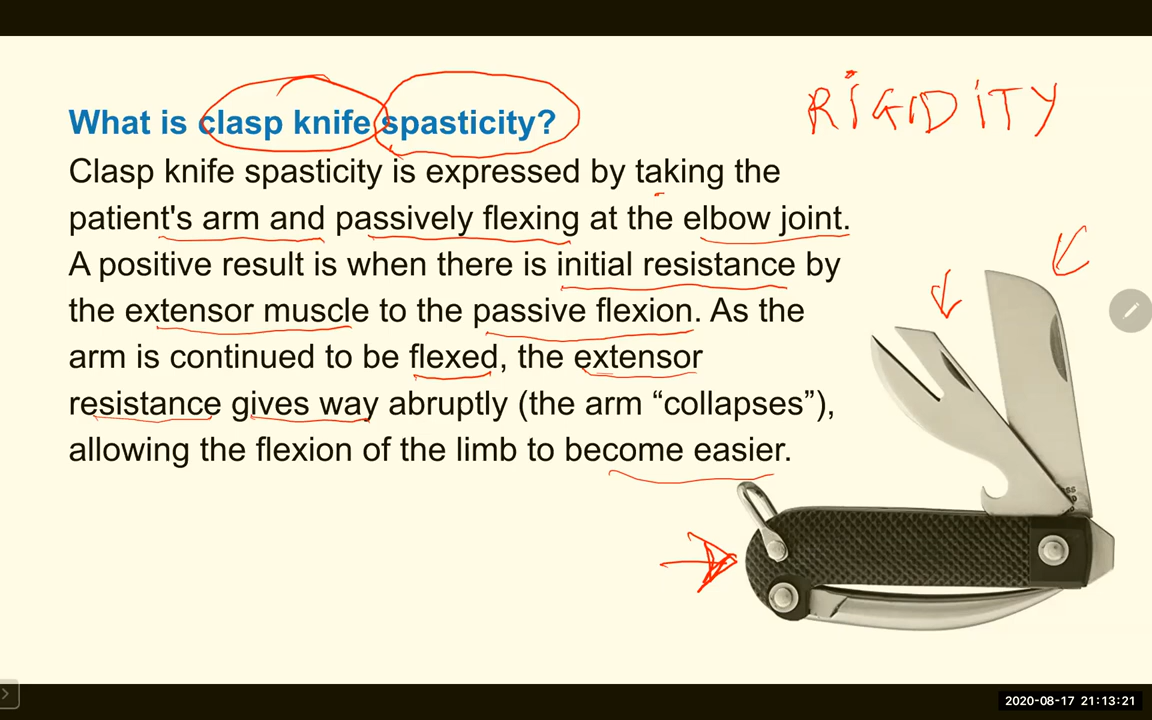 What is clasp knife spasticity?
RIGIDITY
Clasp knife spasticity is expressed by taking the
patient's arm and passively flexing at the elbow joint.
A positive result is when there is initial resistance by
the extensor muscle to the passive flexion. As the
arm is continued to be flexed, the extensor
resistance gives way abruptly (the arm “collapses”),
allowing the flexion of the limb to become easier.
2020-08-17 21:13:21